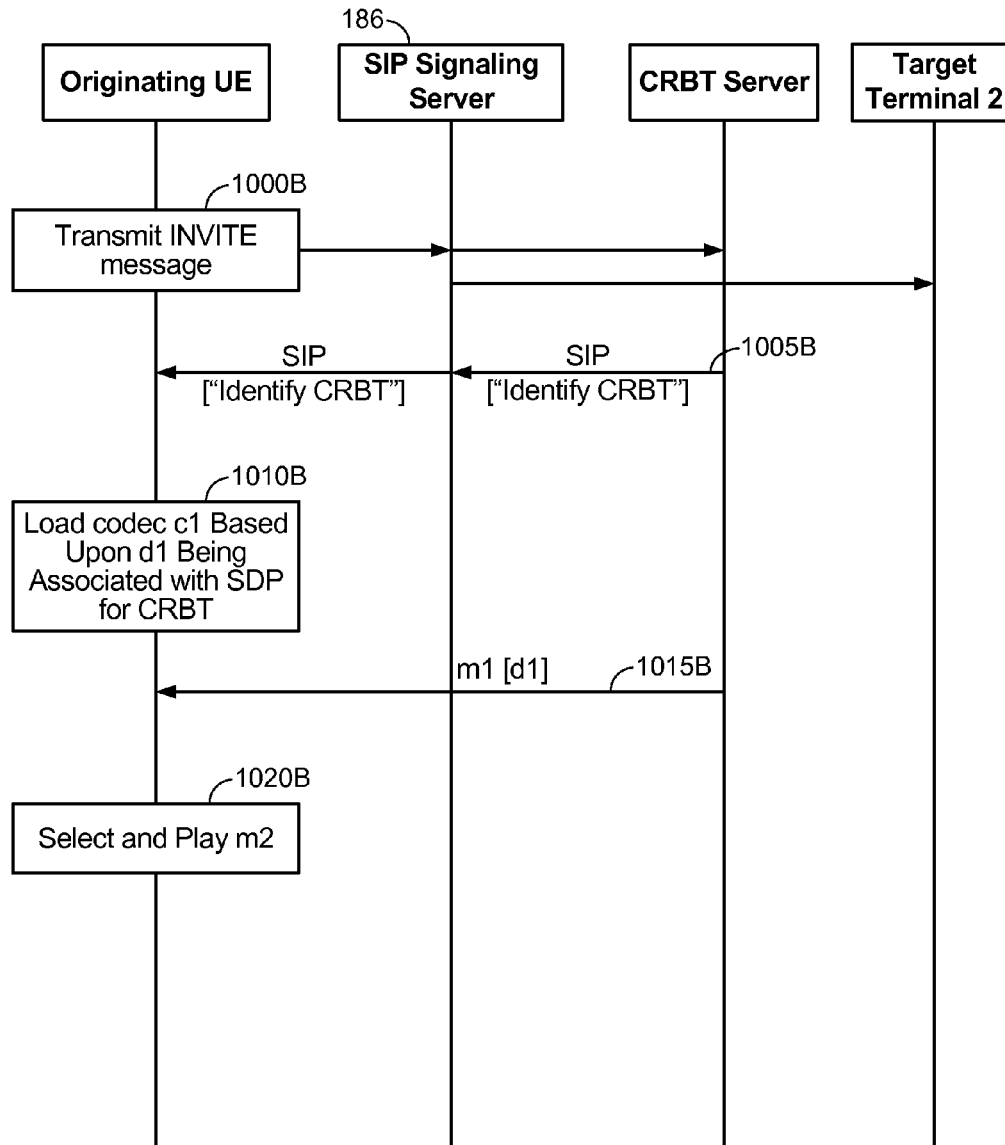 186
Originating UE
SIP Signaling
Server
CRBT Server
Target
Terminal 2
1000B
Transmit INVITE
message
1005B
SIP
["Identify CRBT"]
SIP
["Identify CRBT"]
1010B
Load codec c1 Based
Upon d1 Being
Associated with SDP
for CRBT
m1 [d1]
1015B
1020B
Select and Play m2